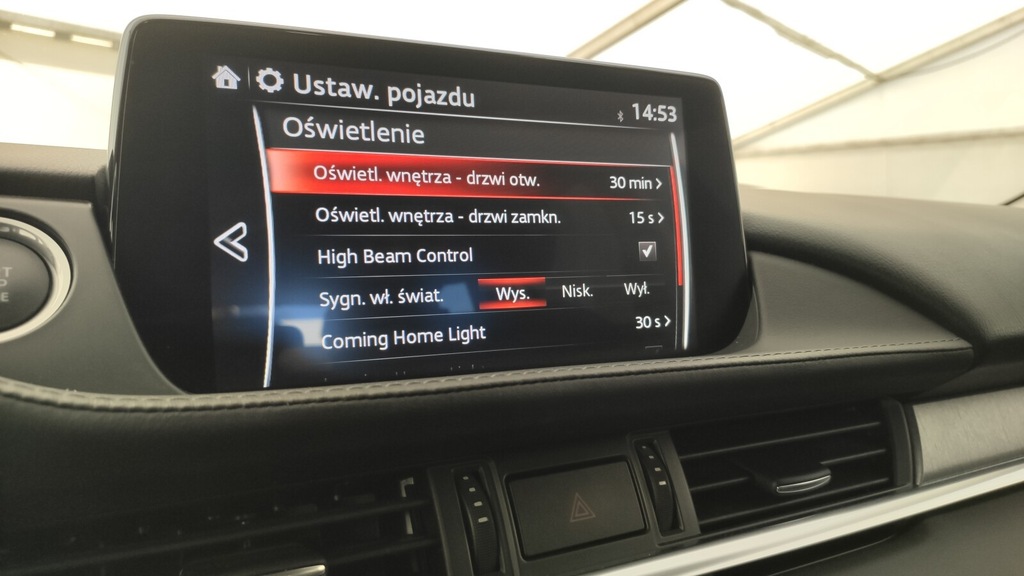 Ustaw. pojazdu
14:53
Oświetlenie
Oświetl. wnętrza - drzwi otw. 30 min
Oświetl. wnętrza - drzwi zamkn. 15 s
High Beam Control
Sygn. wł. świat. Wys. Nisk. Wył.
Coming Home Light 30 s